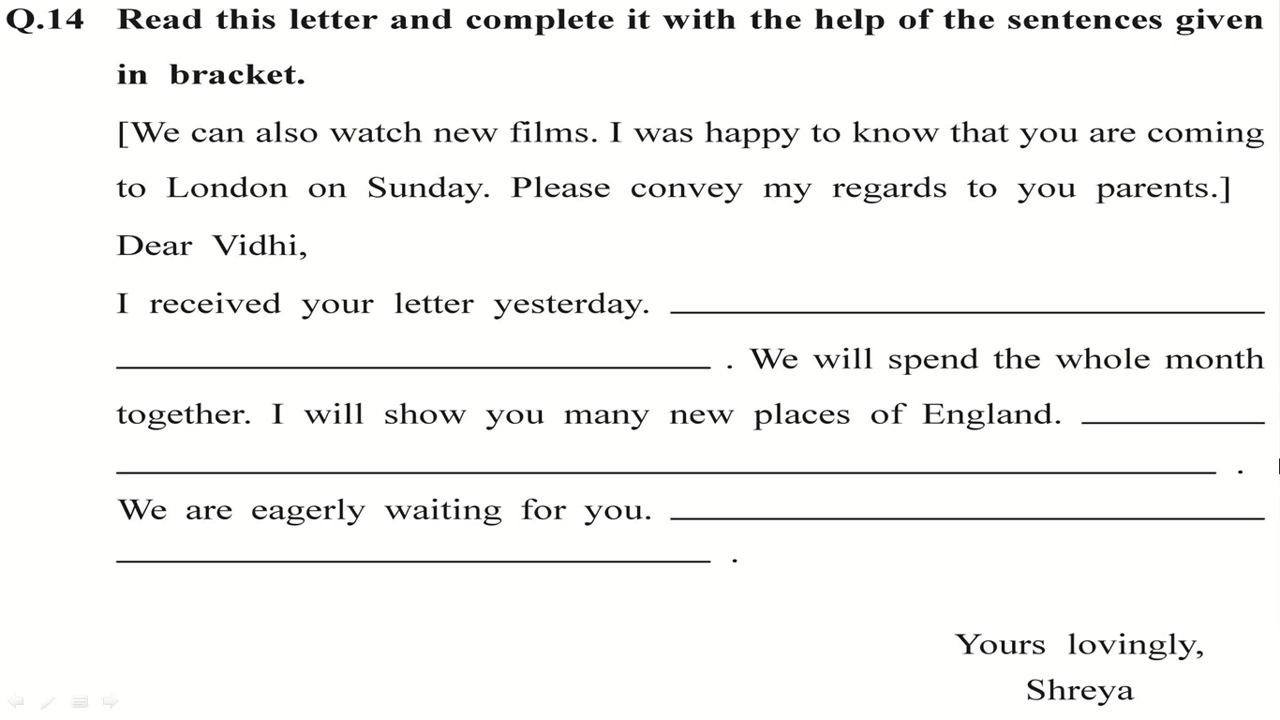 Q.14 Read this letter and complete it with the help of the sentences given
in bracket.
[We can also watch new films. I was happy to know that you are coming
to London on Sunday. Please convey my regards to you parents.]
Dear Vidhi,
I received your letter yesterday. ____________________
____________________ . We will spend the whole month
together. I will show you many new places of England. __________
____________________ .
We are eagerly waiting for you. ____________________
____________________ .
Yours lovingly,
Shreya